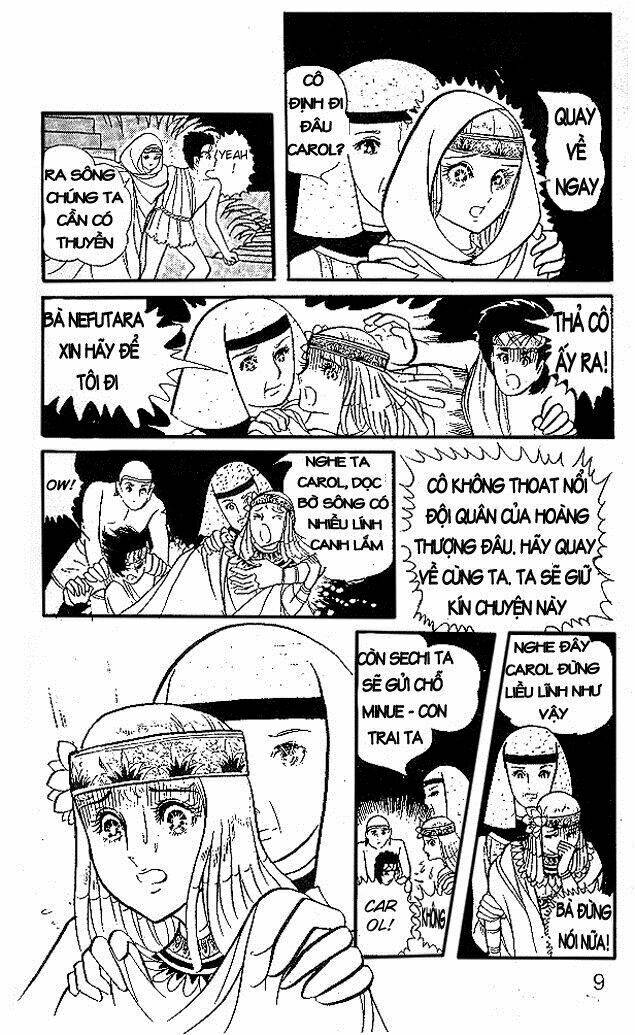 RA SÔNG
CHÚNG TA
CẦN CÓ
THUYỀN
YEAH
!
CÔ
ĐỊNH ĐI
ĐÂU
CAROL?
QUAY
VỀ
NGAY
BÀ NEFUTARA
XIN HÃY ĐỂ
TÔI ĐI
THẢ CÔ
ẤY RA!
OW!
NGHE TA
CAROL, DỌC
BỜ SÔNG CÓ
NHIỀU LÍNH
CANH LẮM
CÔ KHÔNG THOAT NỔI
ĐỘI QUÂN CỦA HOÀNG
THƯỢNG ĐÂU. HÃY QUAY
VỀ CÙNG TA. TA SẼ GIỮ
KÍN CHUYỆN NÀY
CÒN SECHI TA
SẼ GỬI CHỖ
MINUE - CON
TRAI TA
CAR
OL!
KHÔNG
NGHE ĐÂY
CAROL ĐỪNG
LIỀU LĨNH NHƯ
VẬY
BÀ ĐỪNG
NÓI NỮA!
9